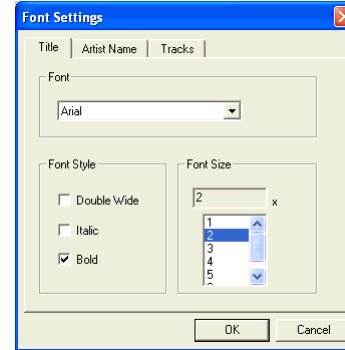 Font Settings
Title Artist Name Tracks
Font
Arial
Font Style Font Size
Double Wide 2 x
Italic 1
2
3
Bold 4
5
OK Cancel